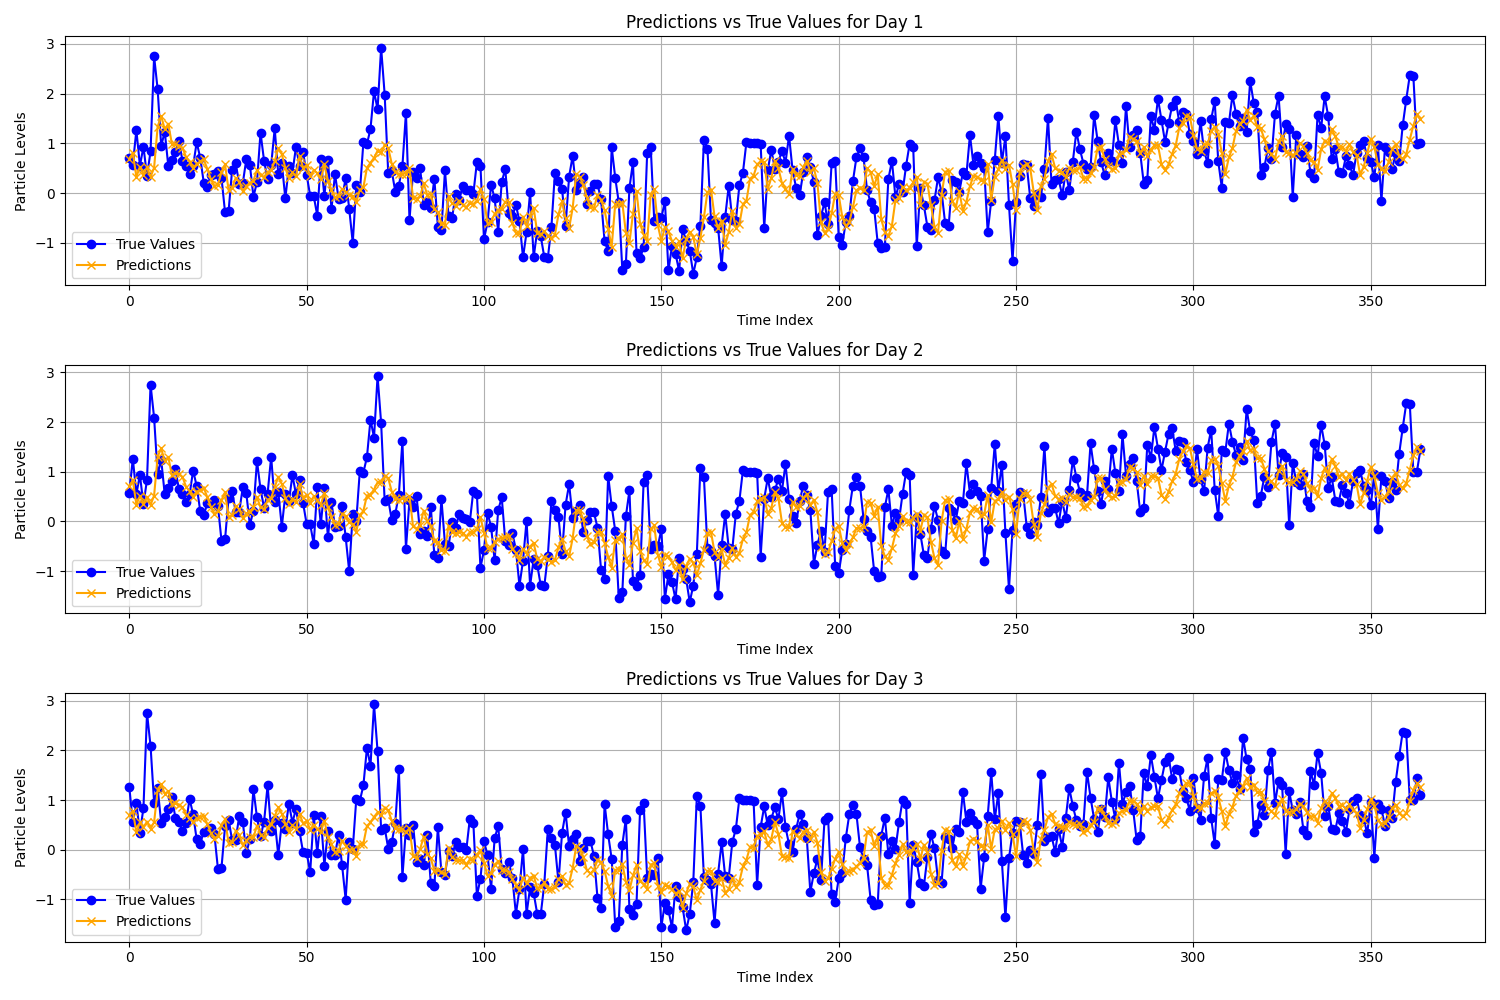 Predictions vs True Values for Day 1
Particle Levels
3
2
1
0
−1
True Values
Predictions
0 50 100 150 200 250 300 350
Time Index
Predictions vs True Values for Day 2
Particle Levels
3
2
1
0
−1
True Values
Predictions
0 50 100 150 200 250 300 350
Time Index
Predictions vs True Values for Day 3
Particle Levels
3
2
1
0
−1
True Values
Predictions
0 50 100 150 200 250 300 350
Time Index